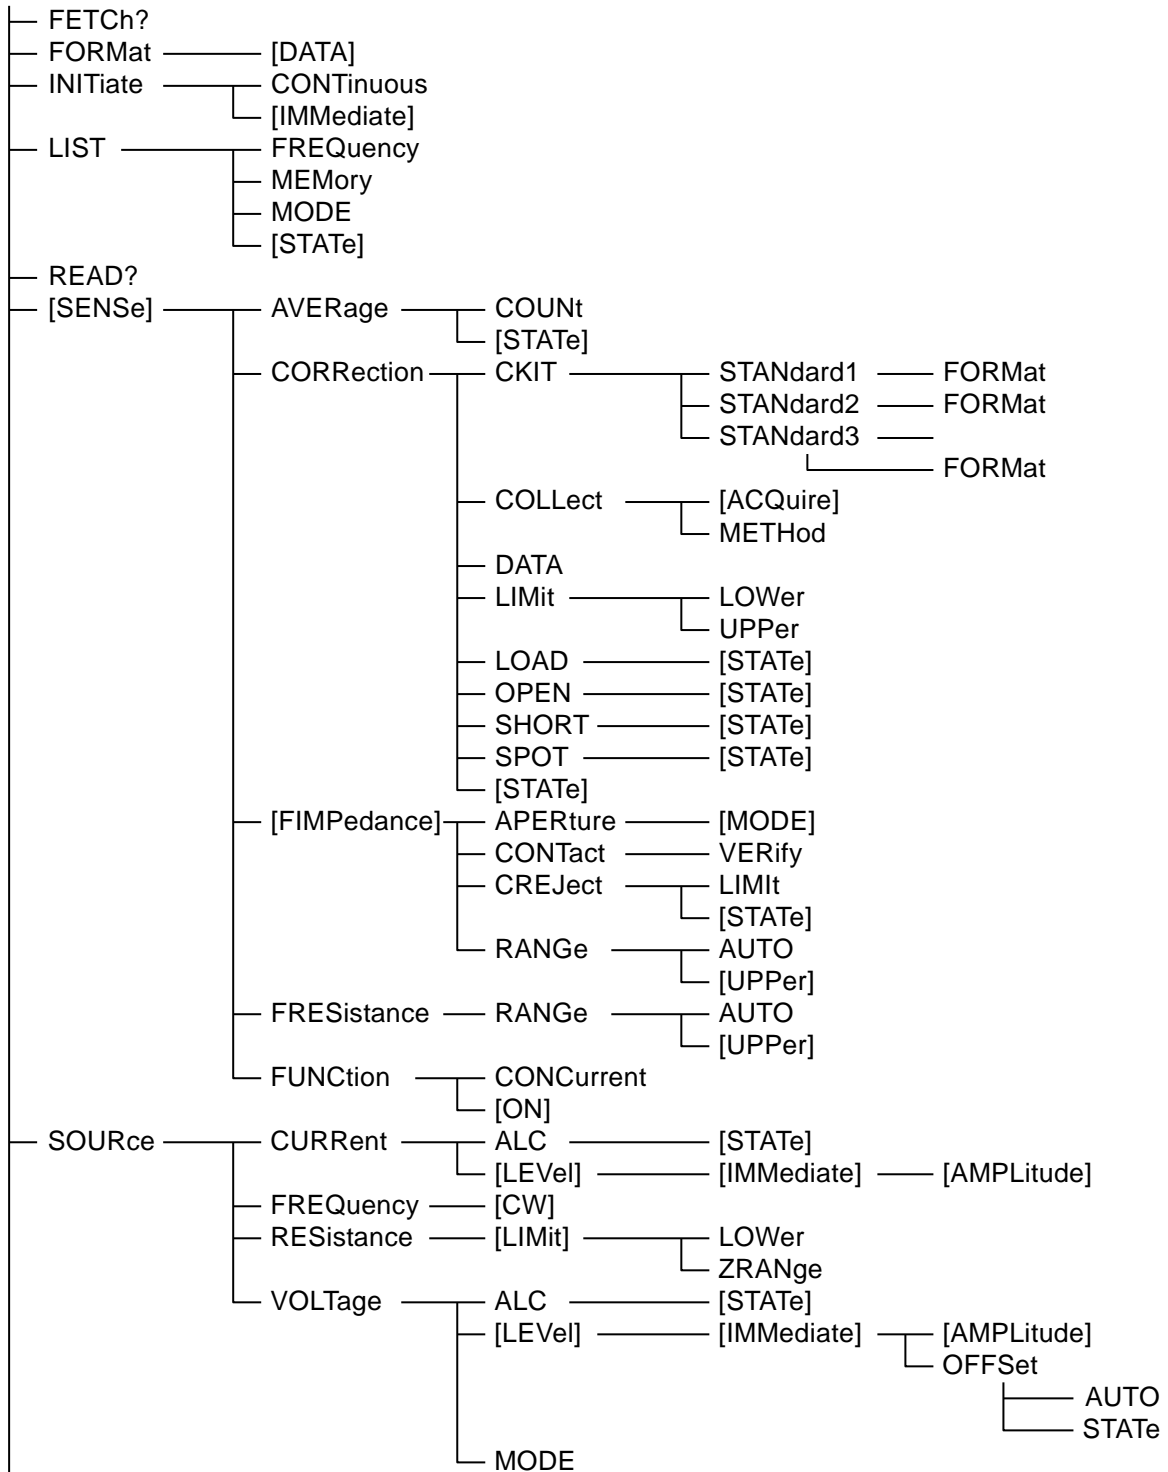 FETCh?
FORMat [DATA]
INITiate CONTinuous
[IMMediate]
LIST FREQuency
MEMory
MODE
[STATe]
READ?
[SENSe] AVERage COUNt
[STATe]
CORRection CKIT STANdard1 FORMat
STANdard2 FORMat
STANdard3
FORMat
COLLect [ACQuire]
METHod
DATA
LIMit LOWer
UPPer
LOAD [STATe]
OPEN [STATe]
SHORT [STATe]
SPOT [STATe]
[STATe]
[FIMPedance] APERture [MODE]
CONTact VERify
CREJect LIMIt
[STATe]
RANGe AUTO
[UPPer]
FRESistance RANGe AUTO
[UPPer]
FUNCtion CONCurrent
[ON]
SOURce CURRent ALC [STATe]
[LEVel] [IMMediate] [AMPLitude]
FREQuency [CW]
RESistance [LIMit] LOWer
ZRANge
VOLTage ALC [STATe]
[LEVel] [IMMediate] [AMPLitude]
OFFSet
AUTO
STATe
MODE